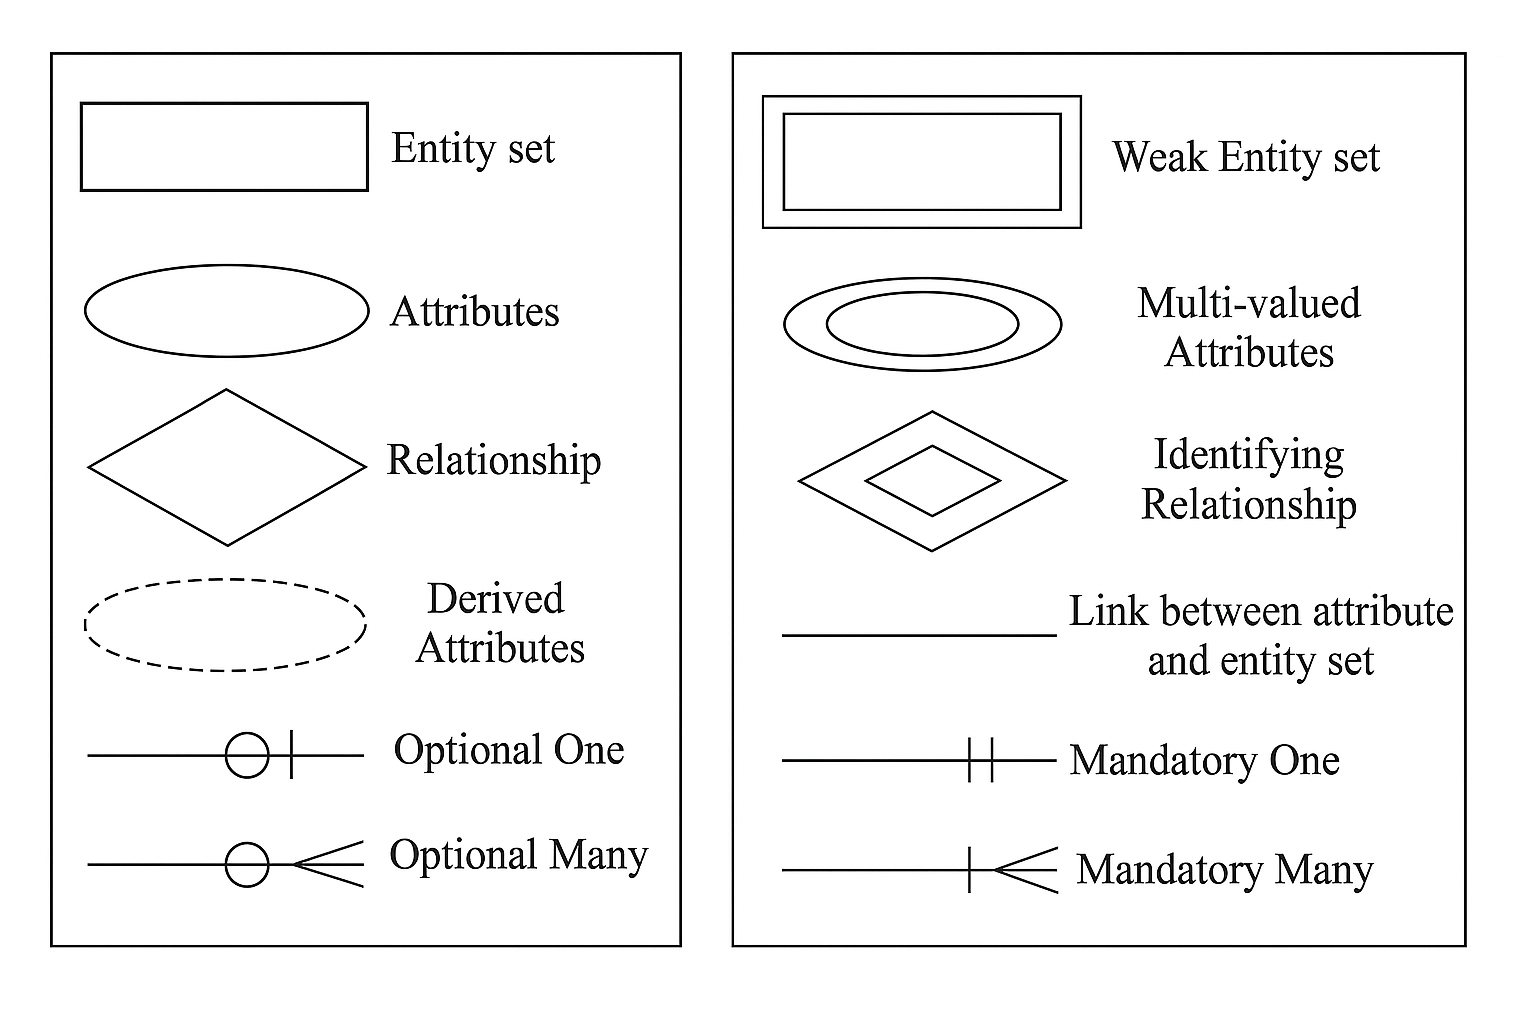 Entity set
Attributes
Relationship
Derived
Attributes
Optional One
Optional Many
Weak Entity set
Multi-valued
Attributes
Identifying
Relationship
Link between attribute
and entity set
Mandatory One
Mandatory Many